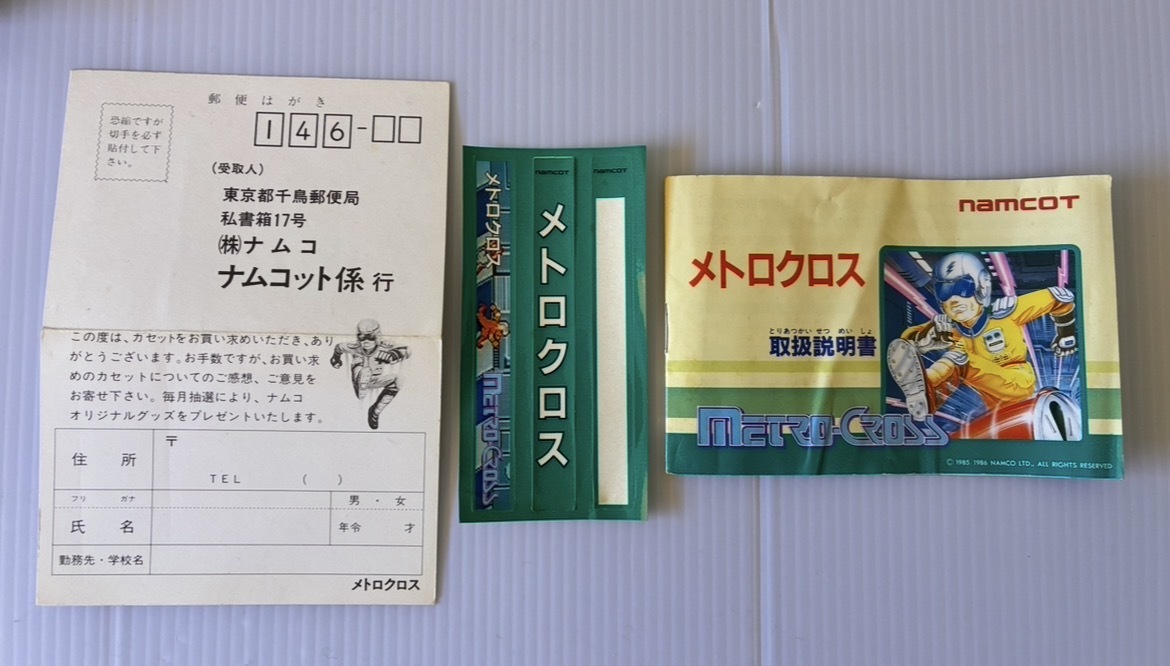 郵便はがき
恐縮ですが
切手を必ず
貼付して下
さい。
146-
(受取人)
東京都千鳥郵便局
私書箱17号
㈱ナムコ
ナムコット係 行
この度は、カセットをお買い求めいただき、あり
がとうございます。お手数ですが、お買い求
めのカセットについてのご感想、ご意見を
お寄せ下さい。毎月抽選により、ナムコ
オリジナルグッズをプレゼントいたします。
住所
〒
TEL ( )
フリガナ
氏名
男・女
年令 才
勤務先・学校名
メトロクロス
メトロクロス
METRO-CROSS
namcot
メトロクロス
namcot
namcot
メトロクロス
とりあつかいせつめいしょ
取扱説明書
METRO-CROSS
© 1985 1986 NAMCO LTD., ALL RIGHTS RESERVED